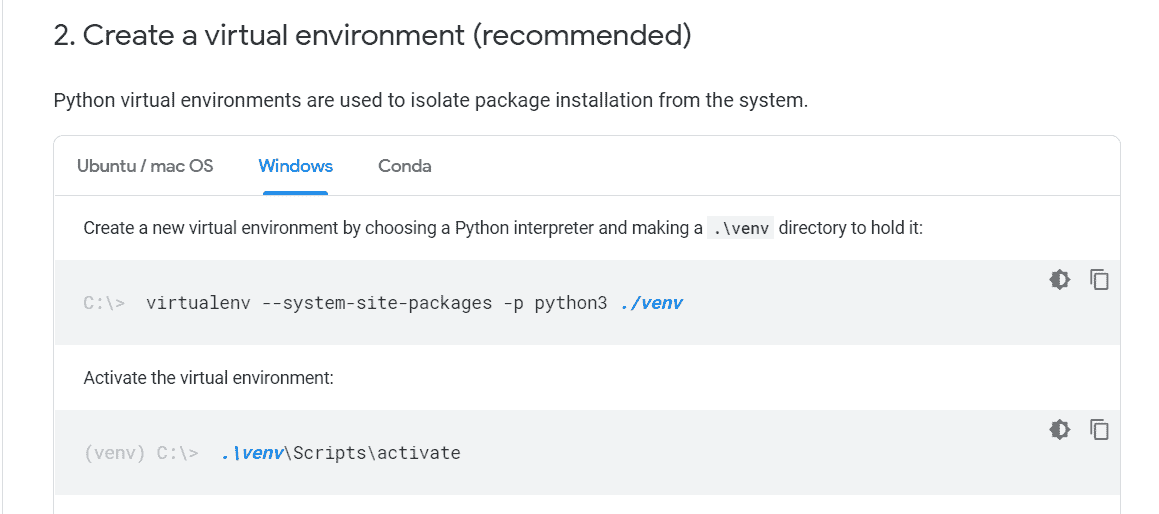 2. Create a virtual environment (recommended)
Python virtual environments are used to isolate package installation from the system.
Ubuntu / mac OS Windows Conda
Create a new virtual environment by choosing a Python interpreter and making a .\venv directory to hold it:
C:\> virtualenv --system-site-packages -p python3 ./venv
Activate the virtual environment:
(venv) C:\> .\venv\Scripts\activate